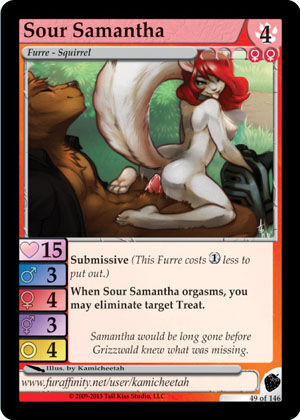 Sour Samantha
4
Furre - Squirrel
15
3
4
3
4
Submissive (This Furre costs 1 less to
put out.)
When Sour Samantha orgasms, you
may eliminate target Treat.
Samantha would be long gone before
Grizzwald knew what was missing.
Illus. by Kamicheetah
www.furaffinity.net/user/kamicheetah
© 2009-2013 Tail Kiss Studio, LLC
49 of 146